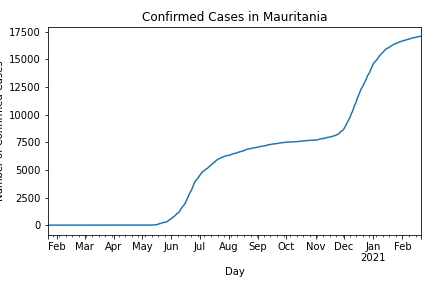 Confirmed Cases in Mauritania
17500
15000
12500
10000
7500
5000
2500
0
Number of Confirmed Cases
Feb Mar Apr May Jun Jul Aug Sep Oct Nov Dec Jan Feb
2021
Day